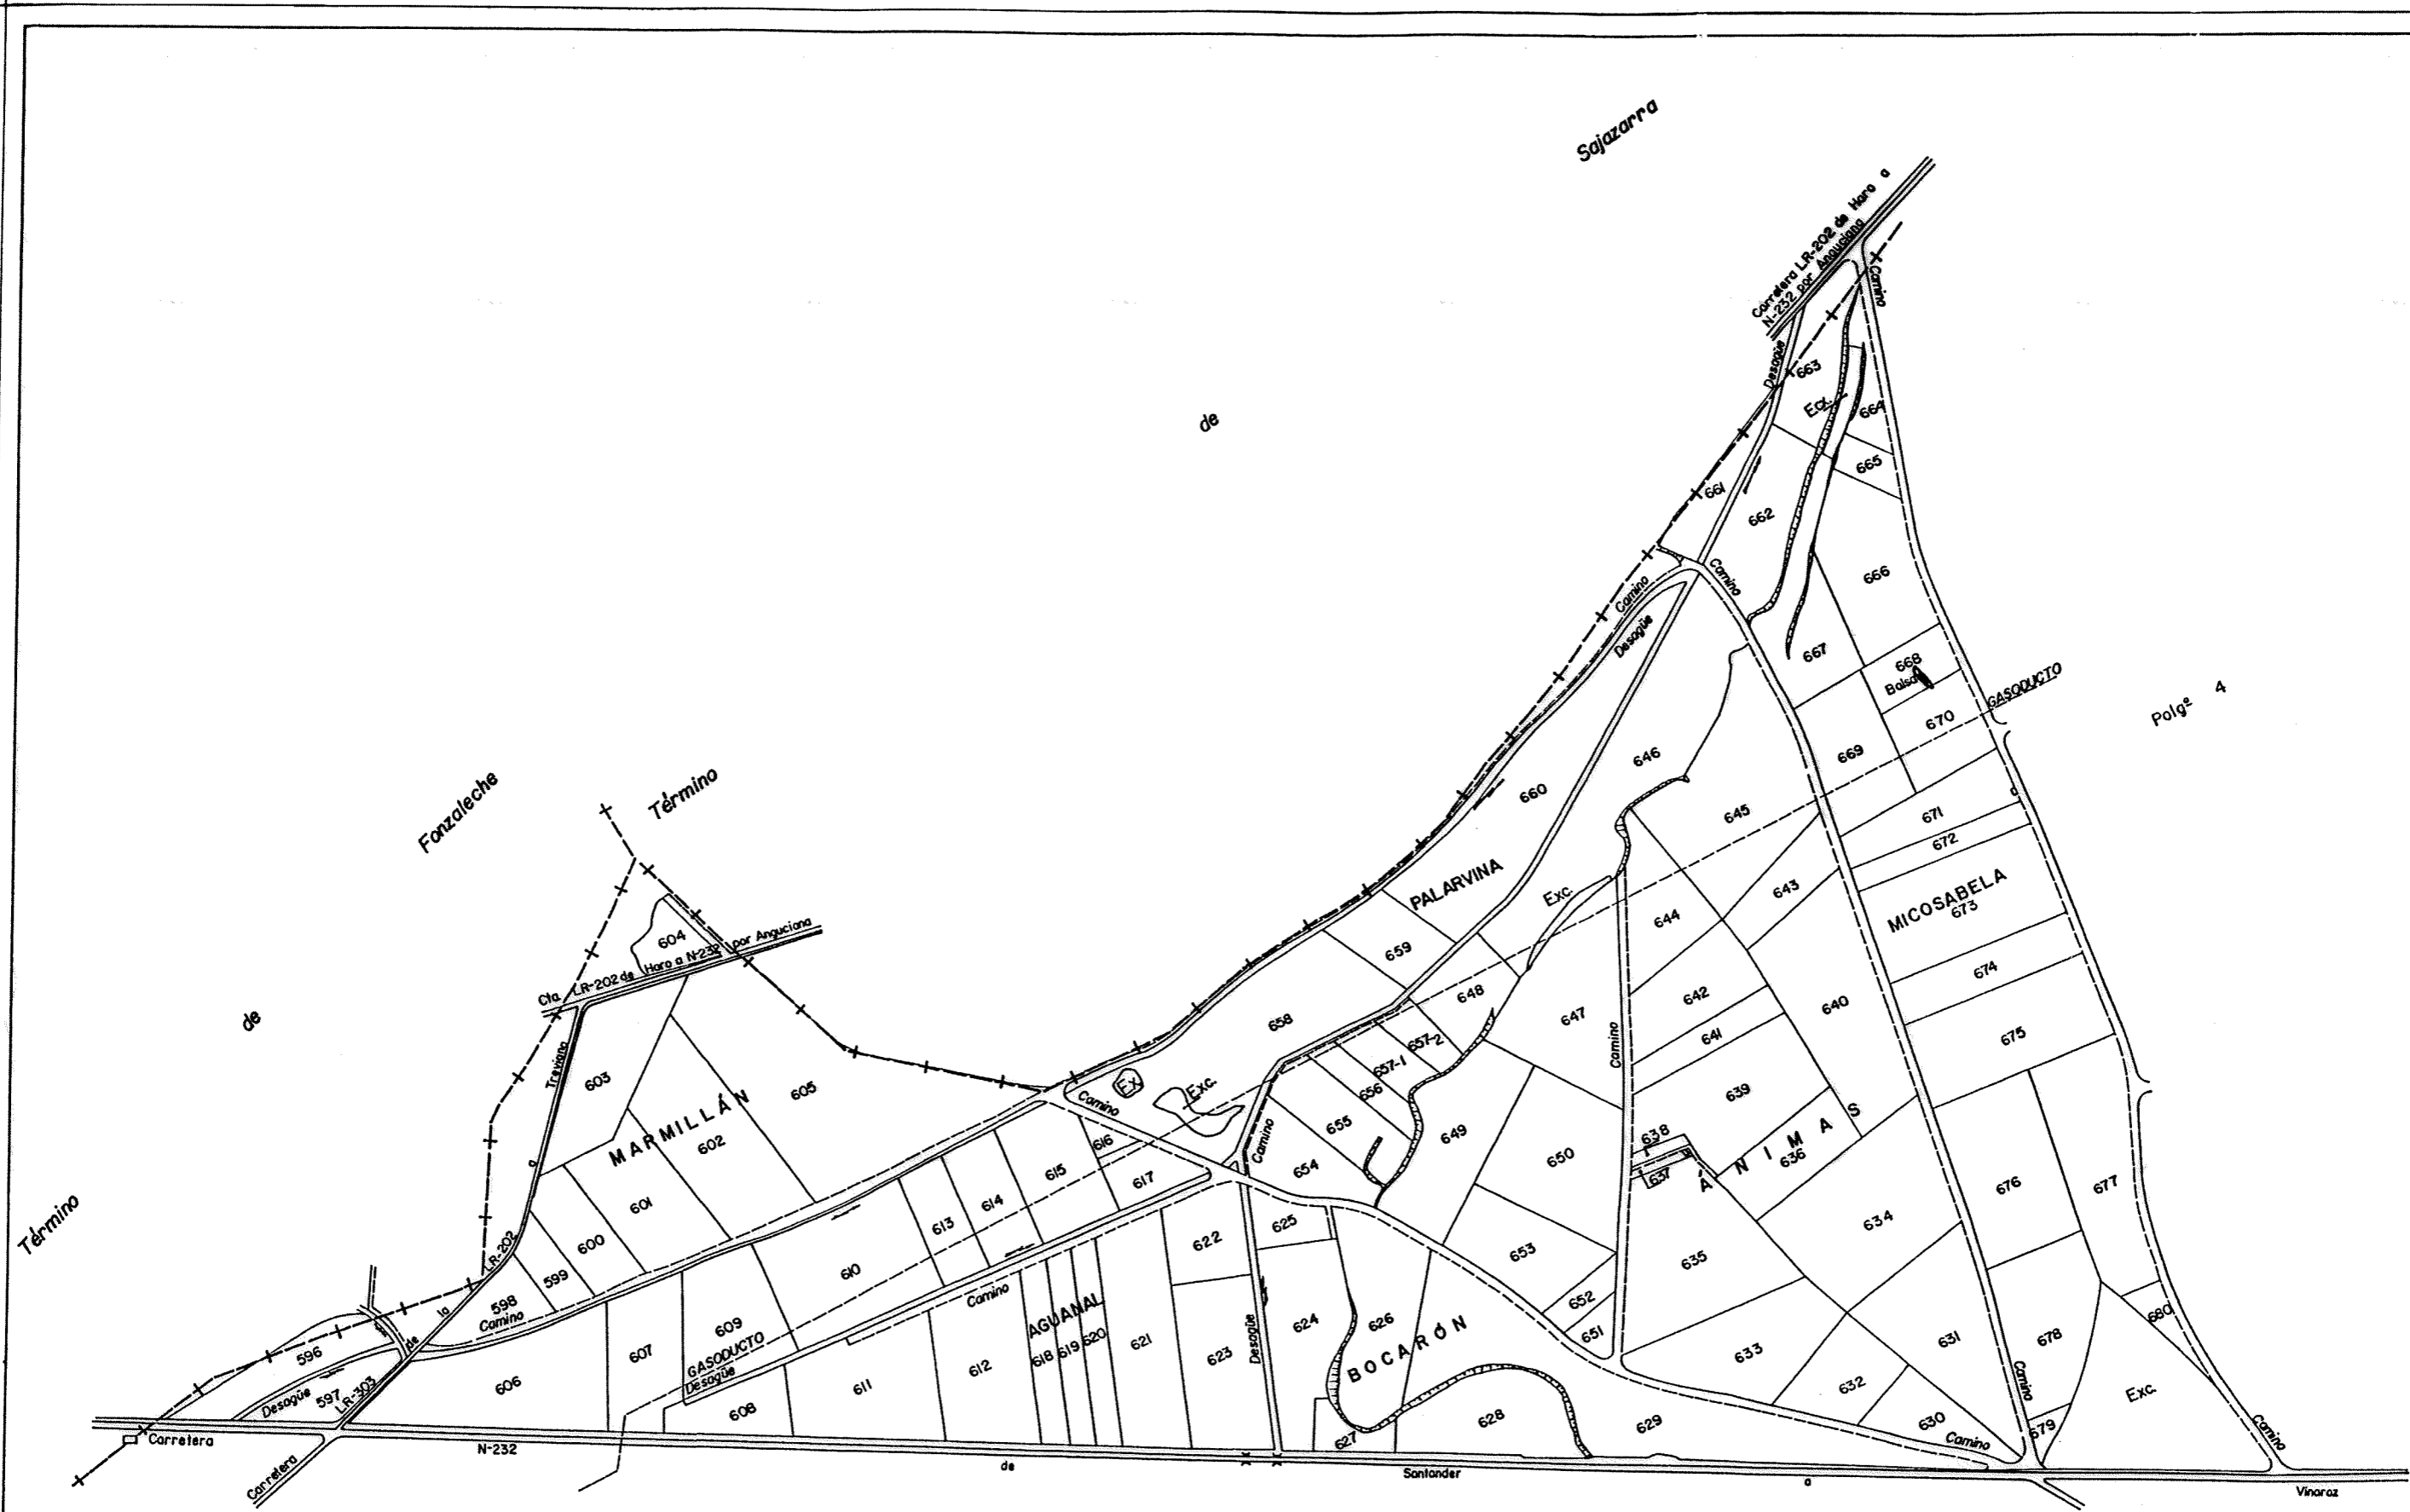 Sajazarra
Carretera LR-202 de Haro a
N-232 por Anguciana
Camino
Desagüe
663
Ecx.
664
665
661
662
666
Camino
Camino
Desagüe
667
668
Balsa
GASODUCTO
670
669
Polgº 4
de
646
660
645
671
672
Fonzaleche
Término
PALARVINA
Exc.
643
644
MICOSABELA
673
659
674
604
Cta. LR-202 de Haro a N-232 por Anguciana
648
647
642
640
641
675
658
de
Treviana
a
603
605
657-2
657-1
656
655
Camino
639
Ex
Exc.
Camino
MARMILLÁN
602
616
615
617
Camino
654
649
650
638
637
ÁNIMAS
636
676
677
601
614
613
Término
600
599
598
LR-202
la
de
Camino
610
622
625
653
635
634
609
GASODUCTO
Desagüe
Camino
AGUANAL
612
618
619
620
621
623
Desagüe
624
626
BOCARÓN
652
651
633
631
678
680
596
597
Desagüe
LR-303
606
607
608
611
627
628
629
632
630
Camino
Camino
679
Exc.
Camino
Carretera
Carretera
N-232
de
Santander
a
Vinaroz